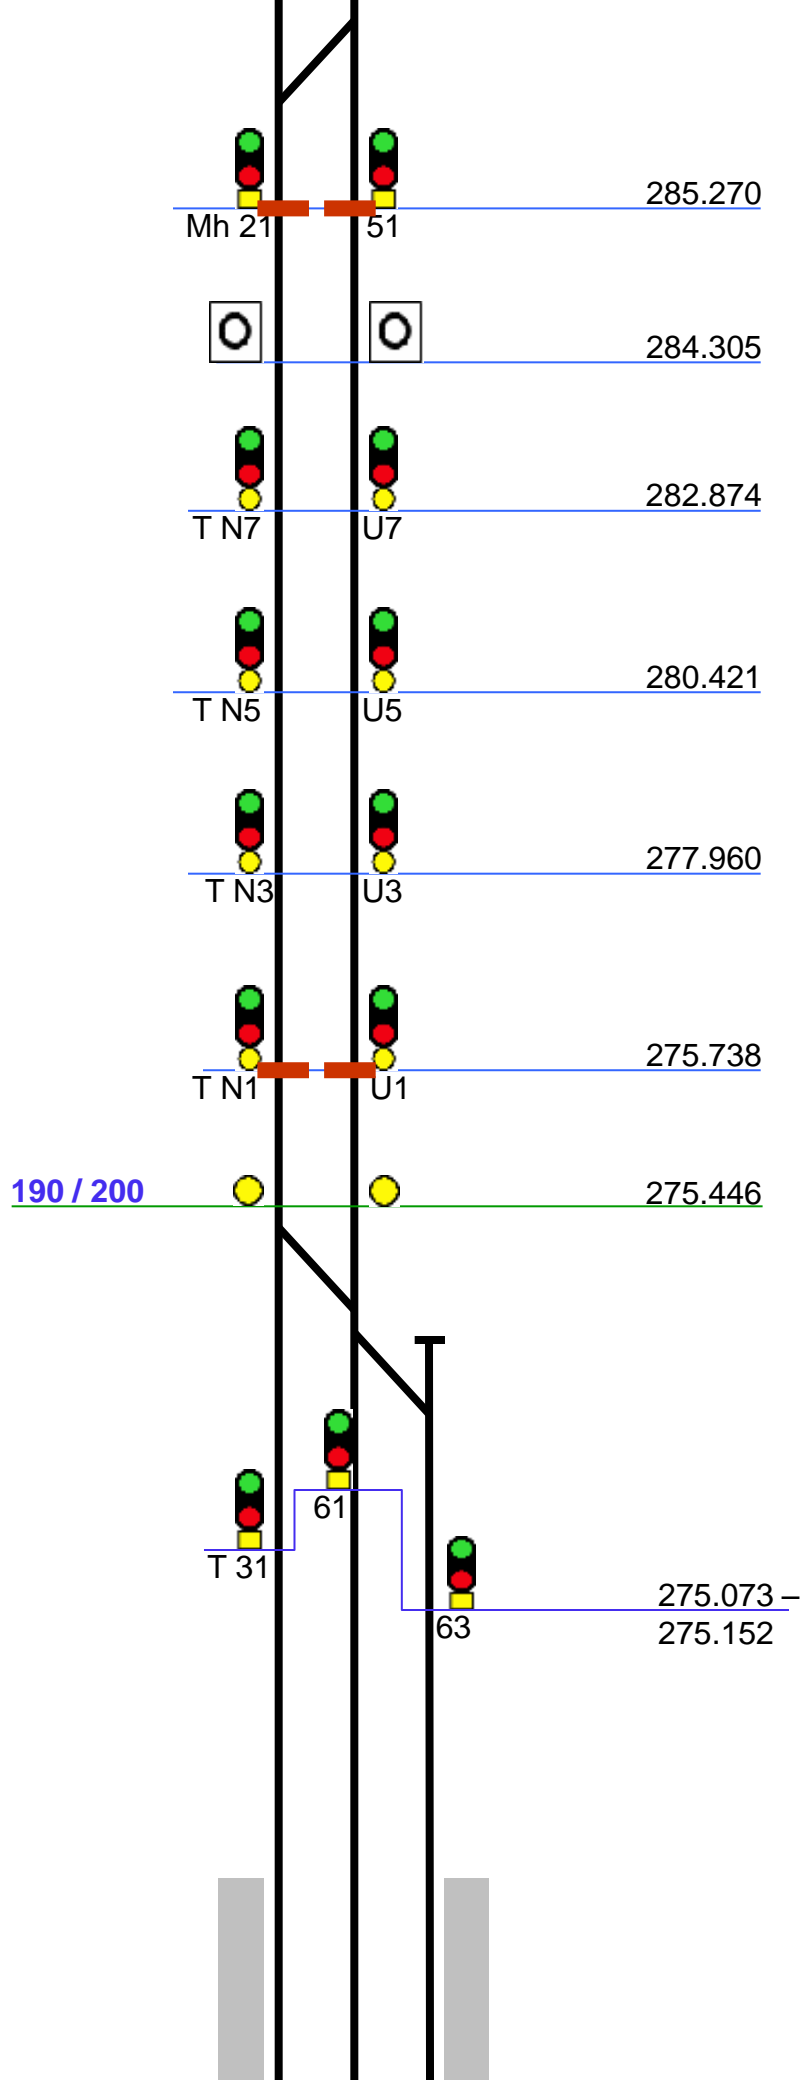 285.270
Mh 21 51
O O
284.305
282.874
T N7 U7
280.421
T N5 U5
277.960
T N3 U3
275.738
T N1 U1
190 / 200
275.446
61
T 31
275.073 –
63
275.152